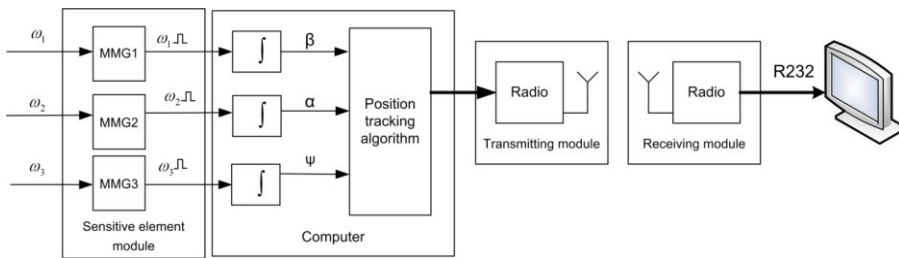 ω₁ MMG1 ω₁ ∫ β
ω₂ MMG2 ω₂ ∫ α
ω₃ MMG3 ω₃ ∫ ψ
Sensitive element
module
Position
tracking
algorithm
Computer
Radio
Transmitting module
Radio
Receiving module
R232